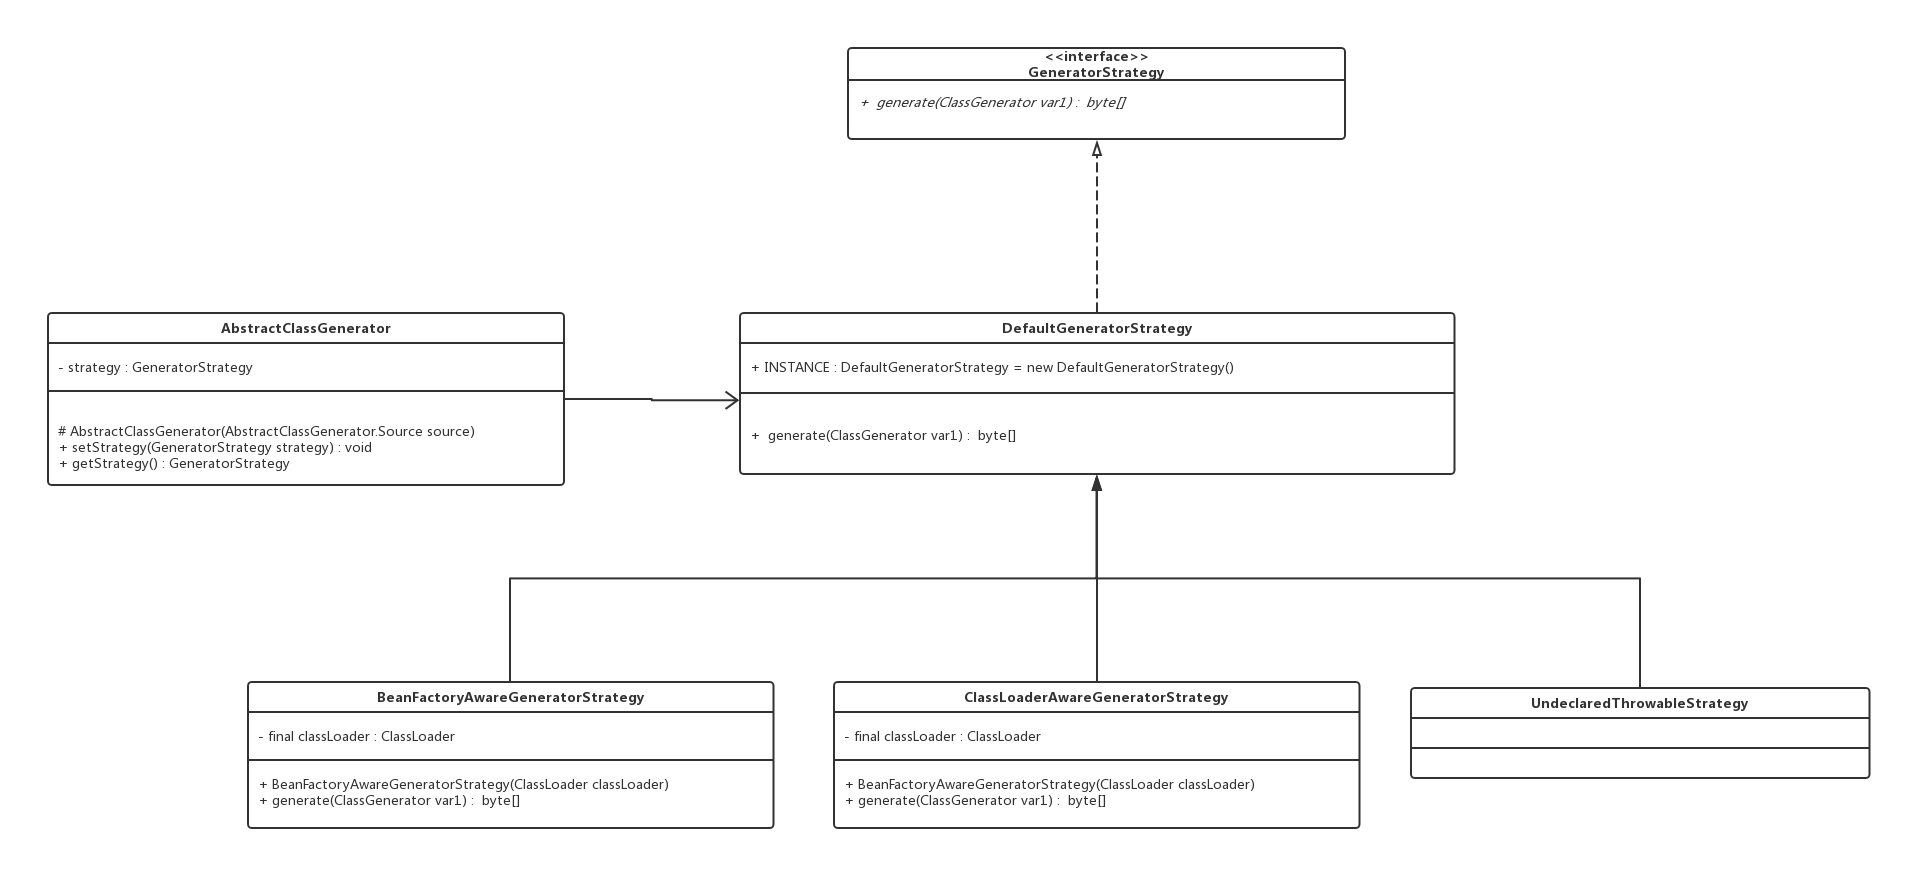 <<interface>>
GeneratorStrategy
+ generate(ClassGenerator var1) : byte[]
AbstractClassGenerator
- strategy : GeneratorStrategy
# AbstractClassGenerator(AbstractClassGenerator.Source source)
+ setStrategy(GeneratorStrategy strategy) : void
+ getStrategy() : GeneratorStrategy
DefaultGeneratorStrategy
+ INSTANCE : DefaultGeneratorStrategy = new DefaultGeneratorStrategy()
+ generate(ClassGenerator var1) : byte[]
BeanFactoryAwareGeneratorStrategy
- final classLoader : ClassLoader
+ BeanFactoryAwareGeneratorStrategy(ClassLoader classLoader)
+ generate(ClassGenerator var1) : byte[]
ClassLoaderAwareGeneratorStrategy
- final classLoader : ClassLoader
+ BeanFactoryAwareGeneratorStrategy(ClassLoader classLoader)
+ generate(ClassGenerator var1) : byte[]
UndeclaredThrowableStrategy